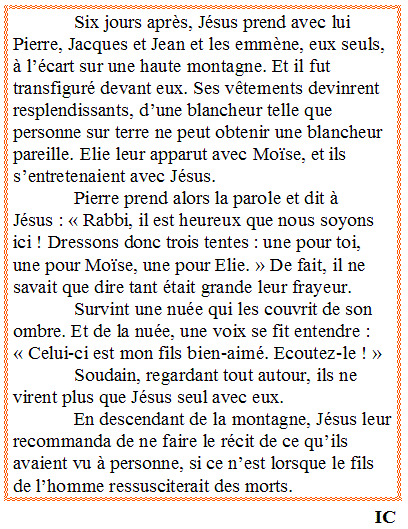 Six jours après, Jésus prend avec lui
Pierre, Jacques et Jean et les emmène, eux seuls,
à l’écart sur une haute montagne. Et il fut
transfiguré devant eux. Ses vêtements devinrent
resplendissants, d’une blancheur telle que
personne sur terre ne peut obtenir une blancheur
pareille. Elie leur apparut avec Moïse, et ils
s’entretenaient avec Jésus.
Pierre prend alors la parole et dit à
Jésus : « Rabbi, il est heureux que nous soyons
ici ! Dressons donc trois tentes : une pour toi,
une pour Moïse, une pour Elie. » De fait, il ne
savait que dire tant était grande leur frayeur.
Survint une nuée qui les couvrit de son
ombre. Et de la nuée, une voix se fit entendre :
« Celui-ci est mon fils bien-aimé. Ecoutez-le ! »
Soudain, regardant tout autour, ils ne
virent plus que Jésus seul avec eux.
En descendant de la montagne, Jésus leur
recommanda de ne faire le récit de ce qu’ils
avaient vu à personne, si ce n’est lorsque le fils
de l’homme ressusciterait des morts.
IC